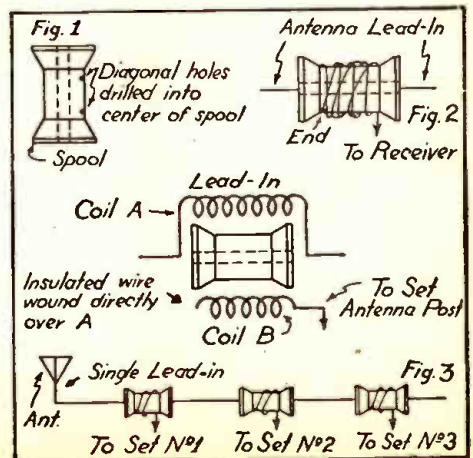 Fig. 1
Diagonal holes
drilled into
center of spool
Spool
Antenna Lead-In
Fig. 2
End
To Receiver
Lead-In
Coil A
Insulated wire
wound directly
over A
To Set
Antenna Post
Coil B
Fig. 3
Single Lead-in
Ant.
To Set Nº1 To Set Nº2 To Set Nº3